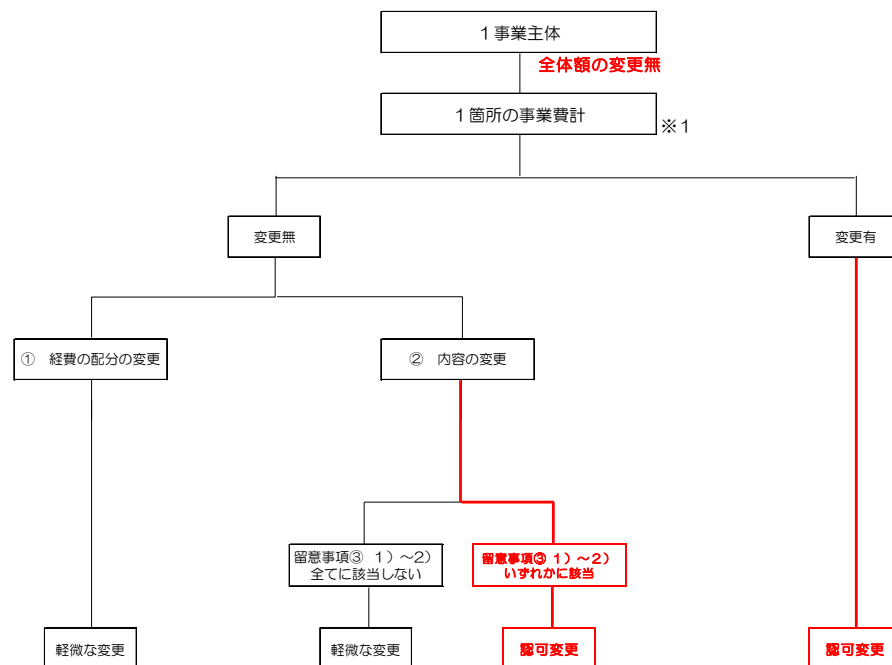 1事業主体
全体額の変更無
1箇所の事業費計
※1
変更無
変更有
① 経費の配分の変更
② 内容の変更
留意事項③ 1)~2)
全てに該当しない
留意事項③ 1)~2)
いずれかに該当
軽微な変更
軽微な変更
認可変更
認可変更